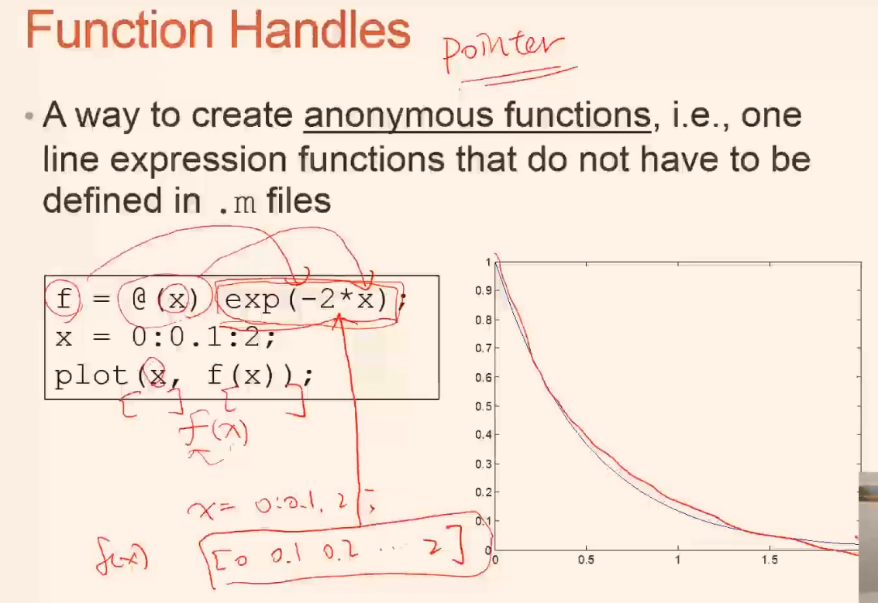 Function Handles
pointer
• A way to create anonymous functions, i.e., one
line expression functions that do not have to be
defined in .m files
f = @(x) exp(-2*x);
x = 0:0.1:2;
plot(x, f(x));
[ ] [ ]
f(x)
x = 0:0.1, 2 ;
f(x) [0 0.1 0.2 ... 2]
1
0.9
0.8
0.7
0.6
0.5
0.4
0.3
0.2
0.1
0
0 0.5 1 1.5